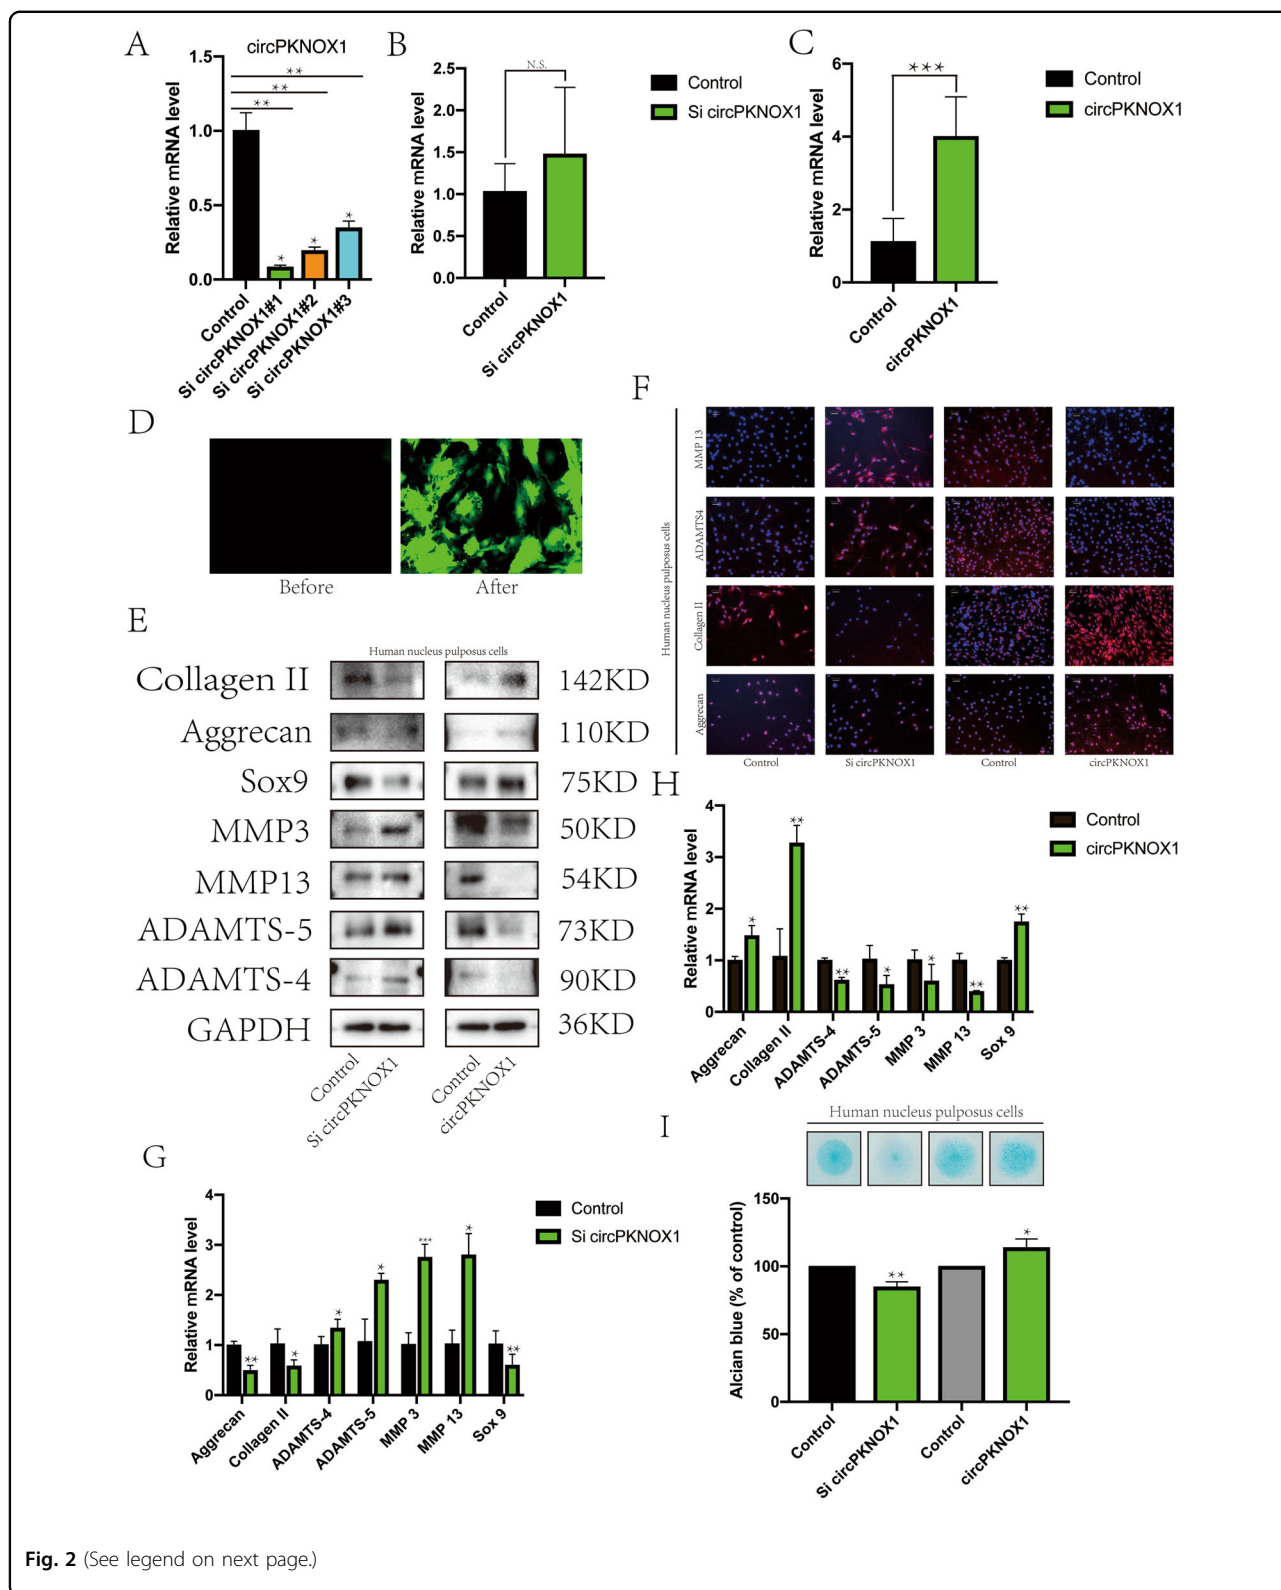 A
circPKNOX1
Relative mRNA level
1.5
1.0
0.5
0.0
**
**
**
*
*
*
Control
Si circPKNOX1#1
Si circPKNOX1#2
Si circPKNOX1#3
B
Relative mRNA level
2.5
2.0
1.5
1.0
0.5
0.0
N.S.
Control
Si circPKNOX1
Control
Si circPKNOX1
C
Relative mRNA level
6
4
2
0
***
Control
circPKNOX1
Control
circPKNOX1
D
Before
After
E
Human nucleus pulposus cells
Collagen II
142KD
Aggrecan
110KD
Sox9
75KD
MMP3
50KD
MMP13
54KD
ADAMTS-5
73KD
ADAMTS-4
90KD
GAPDH
36KD
Control
Si circPKNOX1
Control
circPKNOX1
F
Human nucleus pulposus cells
MMP 13
ADAMTS4
Collagen II
Aggrecan
Control
Si circPKNOX1
Control
circPKNOX1
G
Relative mRNA level
4
3
2
1
0
**
*
*
*
***
*
**
Control
Si circPKNOX1
Aggrecan
Collagen II
ADAMTS-4
ADAMTS-5
MMP 3
MMP 13
Sox 9
H
Relative mRNA level
4
3
2
1
0
*
**
**
*
*
**
**
Control
circPKNOX1
Aggrecan
Collagen II
ADAMTS-4
ADAMTS-5
MMP 3
MMP 13
Sox 9
I
Human nucleus pulposus cells
Alcian blue (% of control)
150
100
50
0
**
*
Control
Si circPKNOX1
Control
circPKNOX1
Fig. 2 (See legend on next page.)